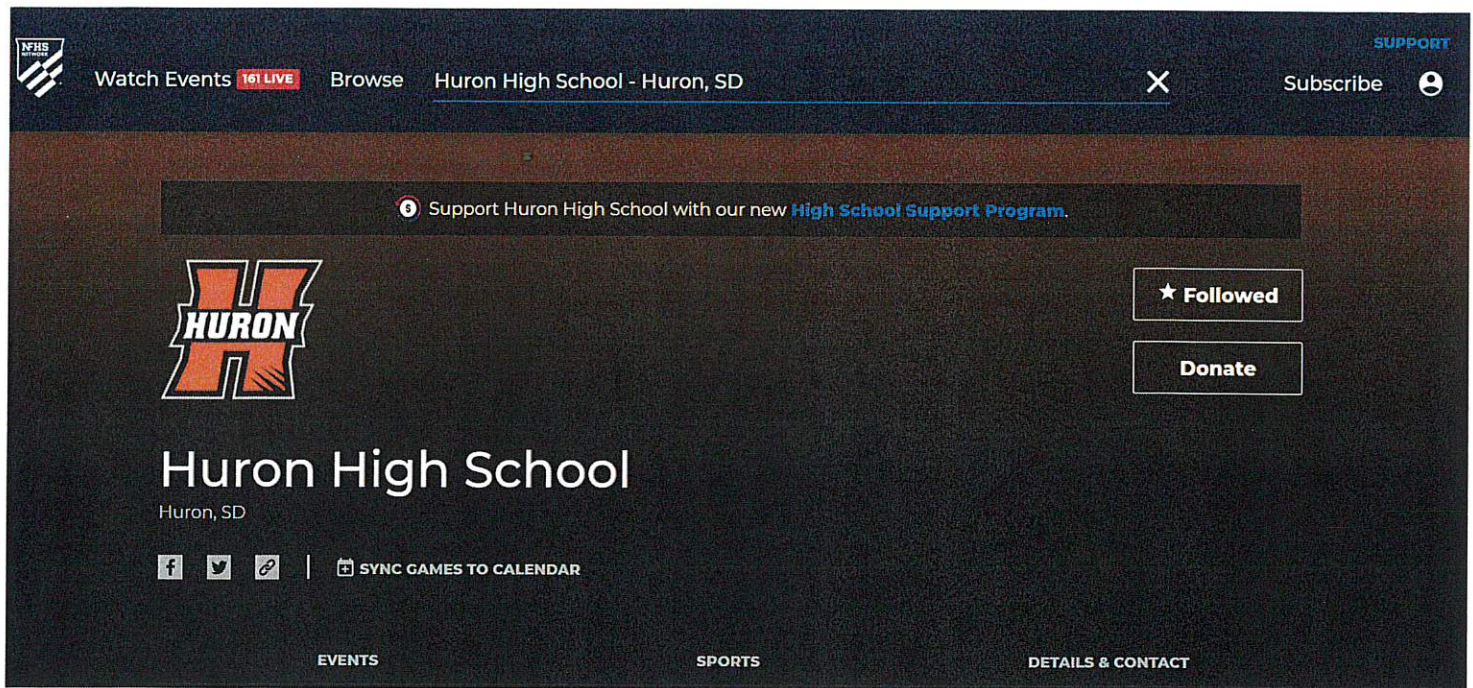 NFHS
NETWORK
SUPPORT
Watch Events 161 LIVE Browse Huron High School - Huron, SD Subscribe
Support Huron High School with our new High School Support Program.
HURON
Followed
Donate
Huron High School
Huron, SD
SYNC GAMES TO CALENDAR
EVENTS SPORTS DETAILS & CONTACT